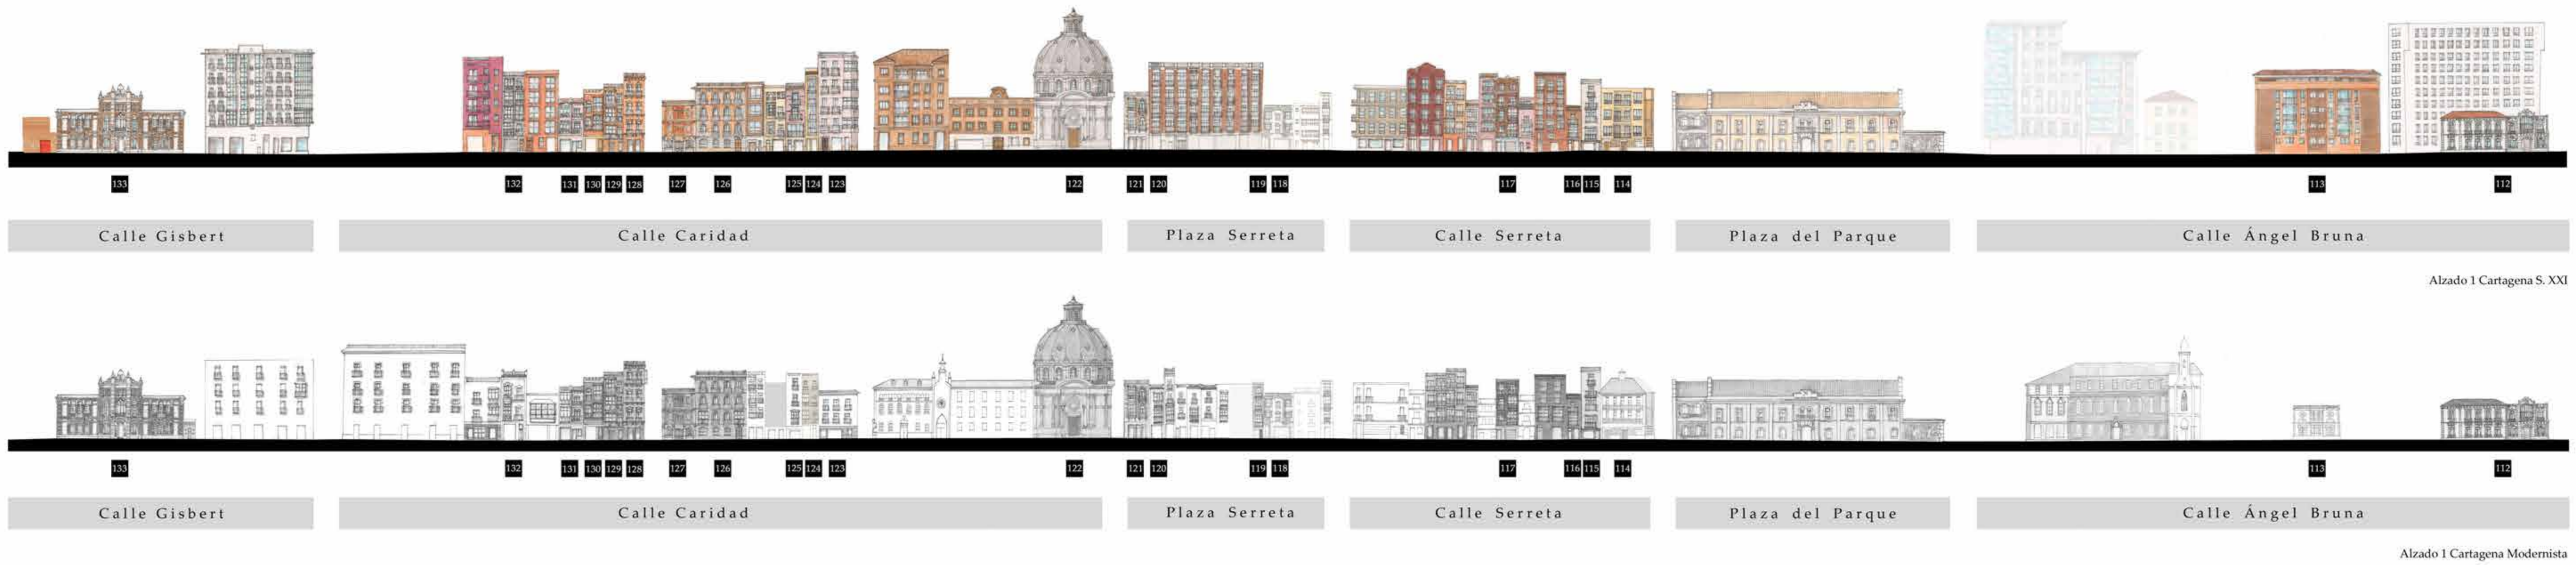 133 132 131 130 129 128 127 126 125 124 123 122 121 120 119 118 117 116 115 114 113 112
Calle Gisbert Calle Caridad Plaza Serreta Calle Serreta Plaza del Parque Calle Ángel Bruna
Alzado 1 Cartagena S. XXI
133 132 131 130 129 128 127 126 125 124 123 122 121 120 119 118 117 116 115 114 113 112
Calle Gisbert Calle Caridad Plaza Serreta Calle Serreta Plaza del Parque Calle Ángel Bruna
Alzado 1 Cartagena Modernista